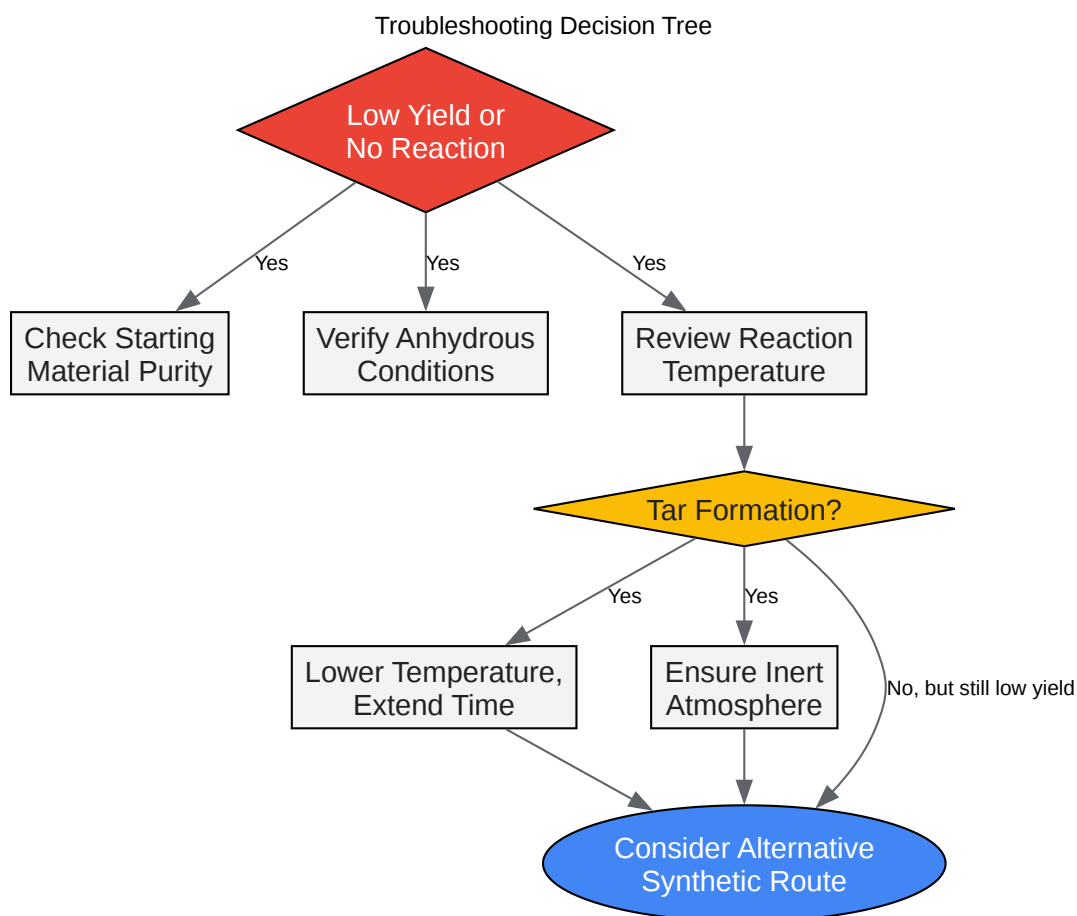 Troubleshooting Decision Tree
Low Yield or
No Reaction
Yes
Yes
Yes
Check Starting
Material Purity
Verify Anhydrous
Conditions
Review Reaction
Temperature
Tar Formation?
Yes
Yes
No, but still low yield
Lower Temperature,
Extend Time
Ensure Inert
Atmosphere
Consider Alternative
Synthetic Route